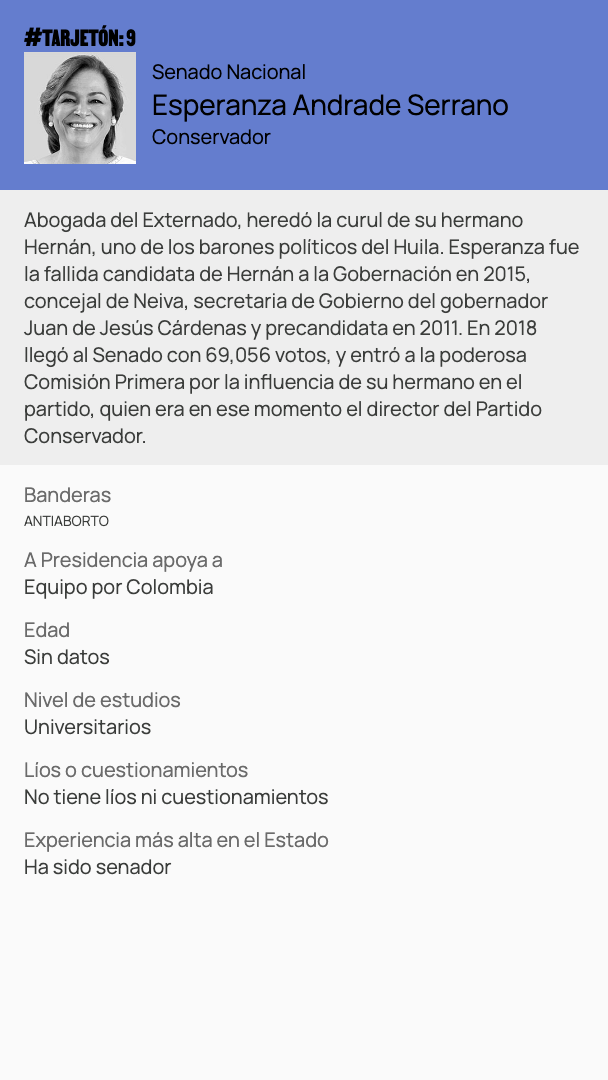 #TARJETÓN: 9
Senado Nacional
Esperanza Andrade Serrano
Conservador
Abogada del Externado, heredó la curul de su hermano
Hernán, uno de los barones políticos del Huila. Esperanza fue
la fallida candidata de Hernán a la Gobernación en 2015,
concejal de Neiva, secretaria de Gobierno del gobernador
Juan de Jesús Cárdenas y precandidata en 2011. En 2018
llegó al Senado con 69,056 votos, y entró a la poderosa
Comisión Primera por la influencia de su hermano en el
partido, quien era en ese momento el director del Partido
Conservador.
Banderas
ANTIABORTO
A Presidencia apoya a
Equipo por Colombia
Edad
Sin datos
Nivel de estudios
Universitarios
Líos o cuestionamientos
No tiene líos ni cuestionamientos
Experiencia más alta en el Estado
Ha sido senador